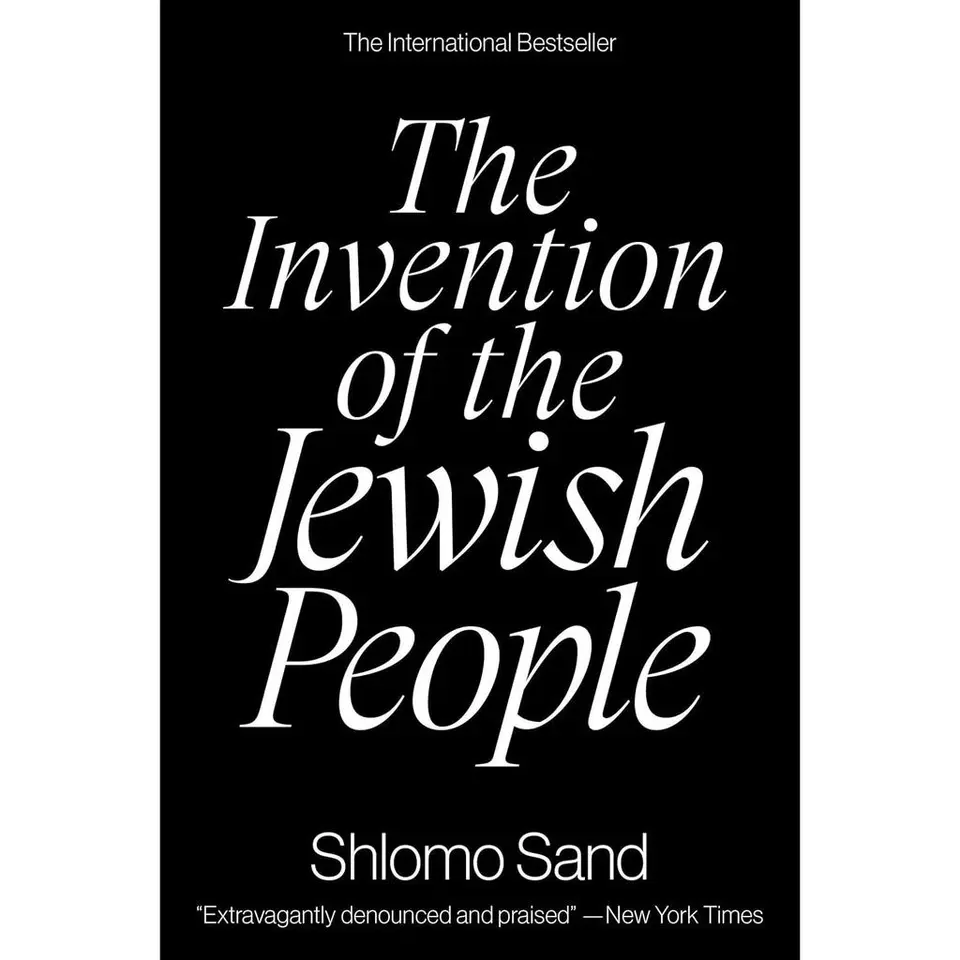 The International Bestseller
The
Invention
of the
Jewish
People
Shlomo Sand
“Extravagantly denounced and praised” —New York Times